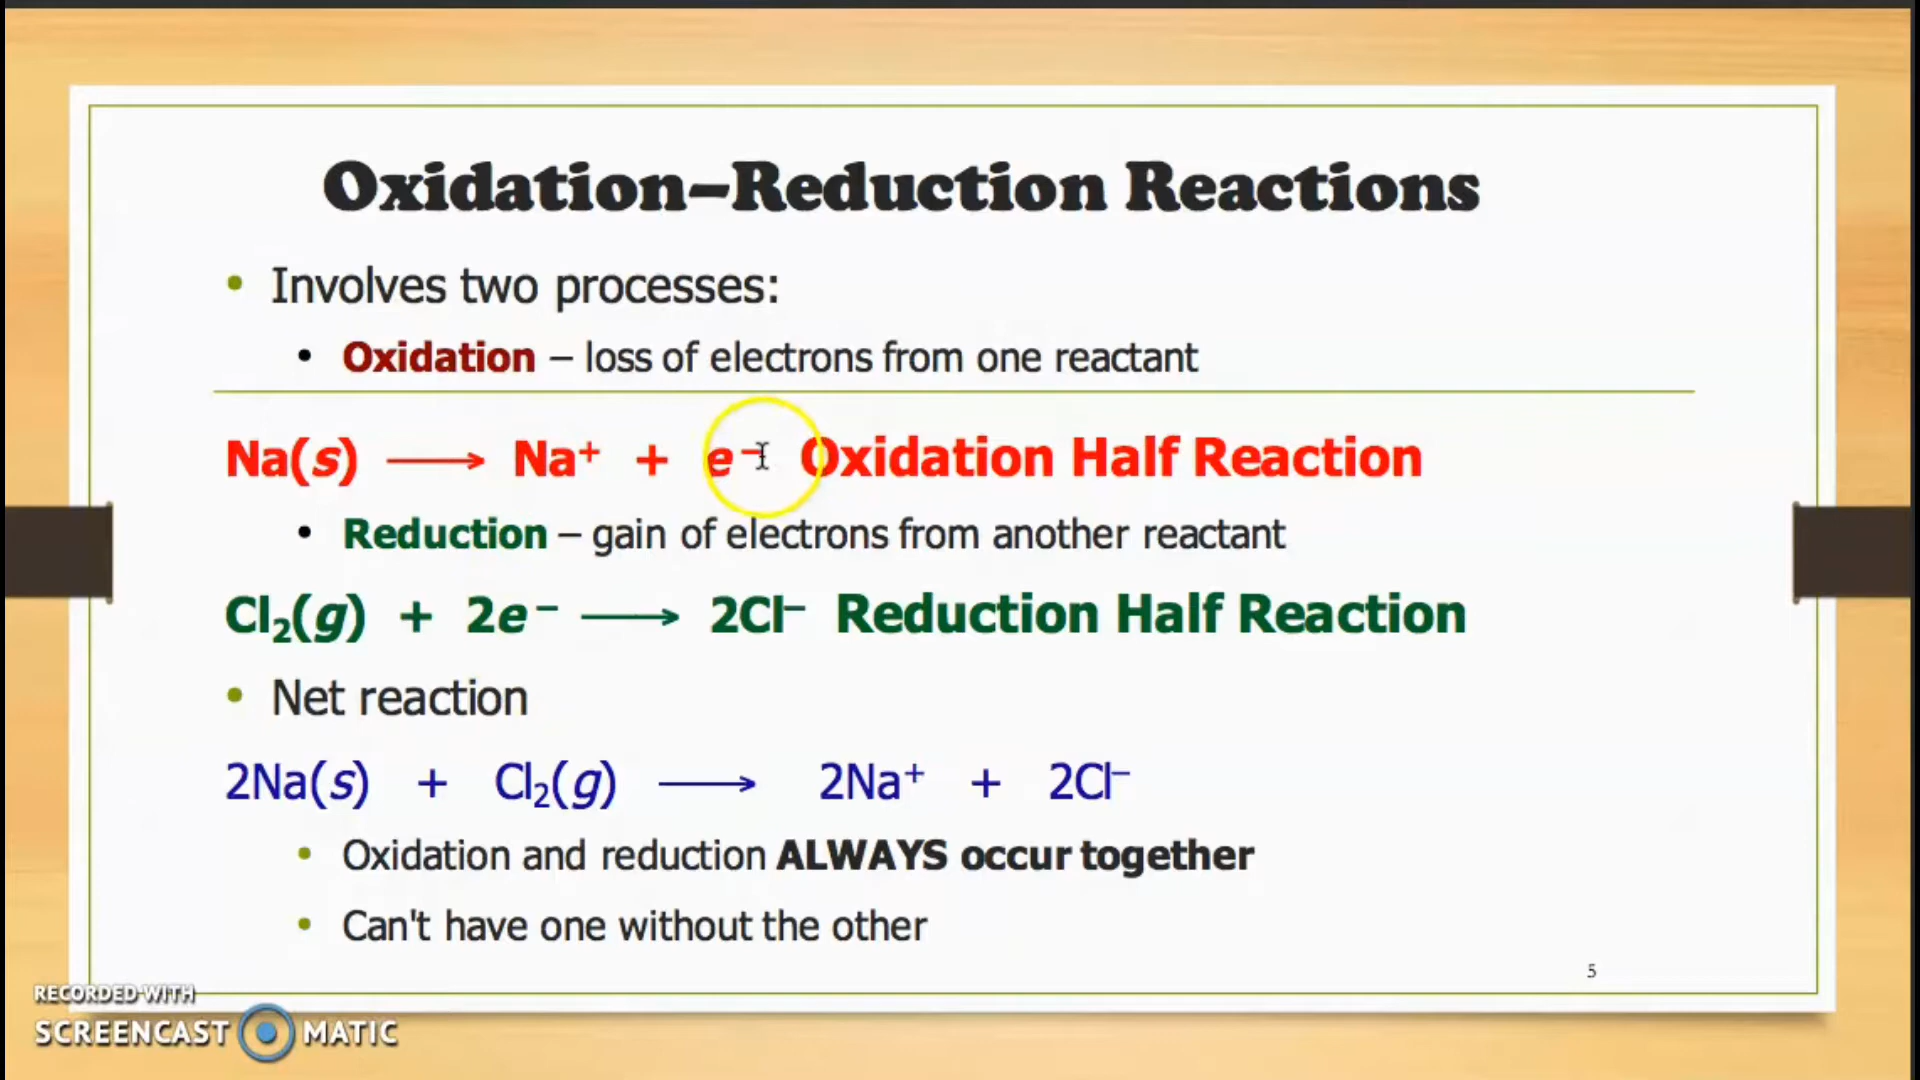 Oxidation–Reduction Reactions
• Involves two processes:
• Oxidation – loss of electrons from one reactant
Na(s) ⟶ Na⁺ + e⁻ Oxidation Half Reaction
• Reduction – gain of electrons from another reactant
Cl₂(g) + 2e⁻ ⟶ 2Cl⁻ Reduction Half Reaction
• Net reaction
2Na(s) + Cl₂(g) ⟶ 2Na⁺ + 2Cl⁻
• Oxidation and reduction ALWAYS occur together
• Can't have one without the other
5
RECORDED WITH
SCREENCAST MATIC